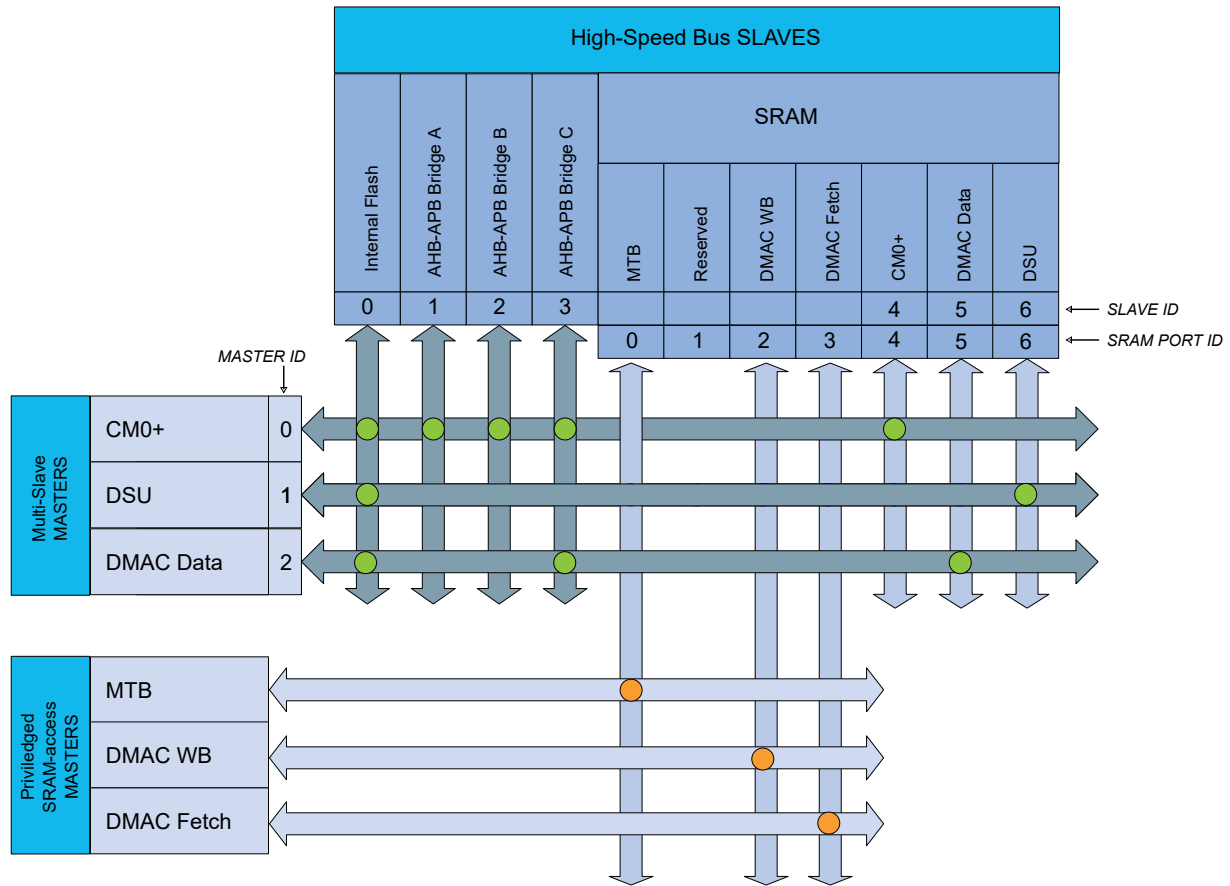 High-Speed Bus SLAVES
SRAM
Internal Flash
AHB-APB Bridge A
AHB-APB Bridge B
AHB-APB Bridge C
MTB
Reserved
DMAC WB
DMAC Fetch
CM0+
DMAC Data
DSU
0 1 2 3 4 5 6 SLAVE ID
0 1 2 3 4 5 6 SRAM PORT ID
MASTER ID
Multi-Slave
MASTERS
CM0+ 0
DSU 1
DMAC Data 2
Priviledged
SRAM-access
MASTERS
MTB
DMAC WB
DMAC Fetch